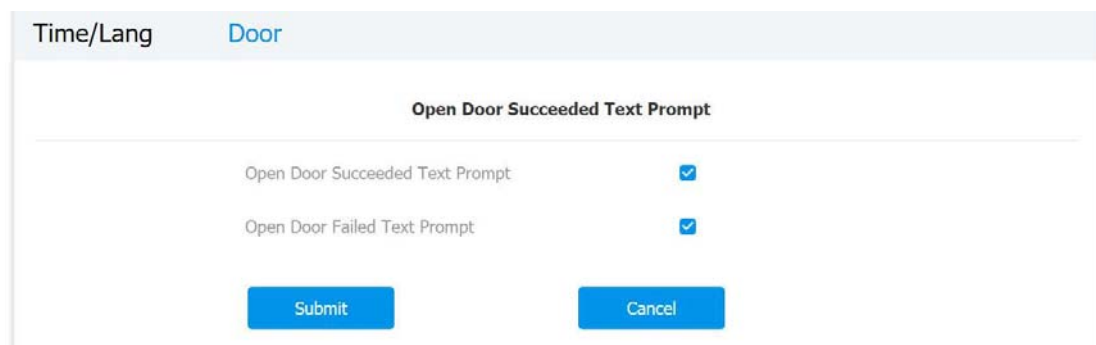 Time/Lang Door
Open Door Succeeded Text Prompt
Open Door Succeeded Text Prompt
Open Door Failed Text Prompt
Submit Cancel